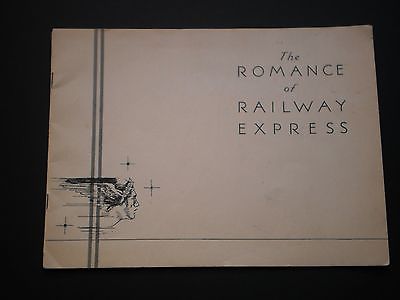 The
ROMANCE
of
RAILWAY
EXPRESS